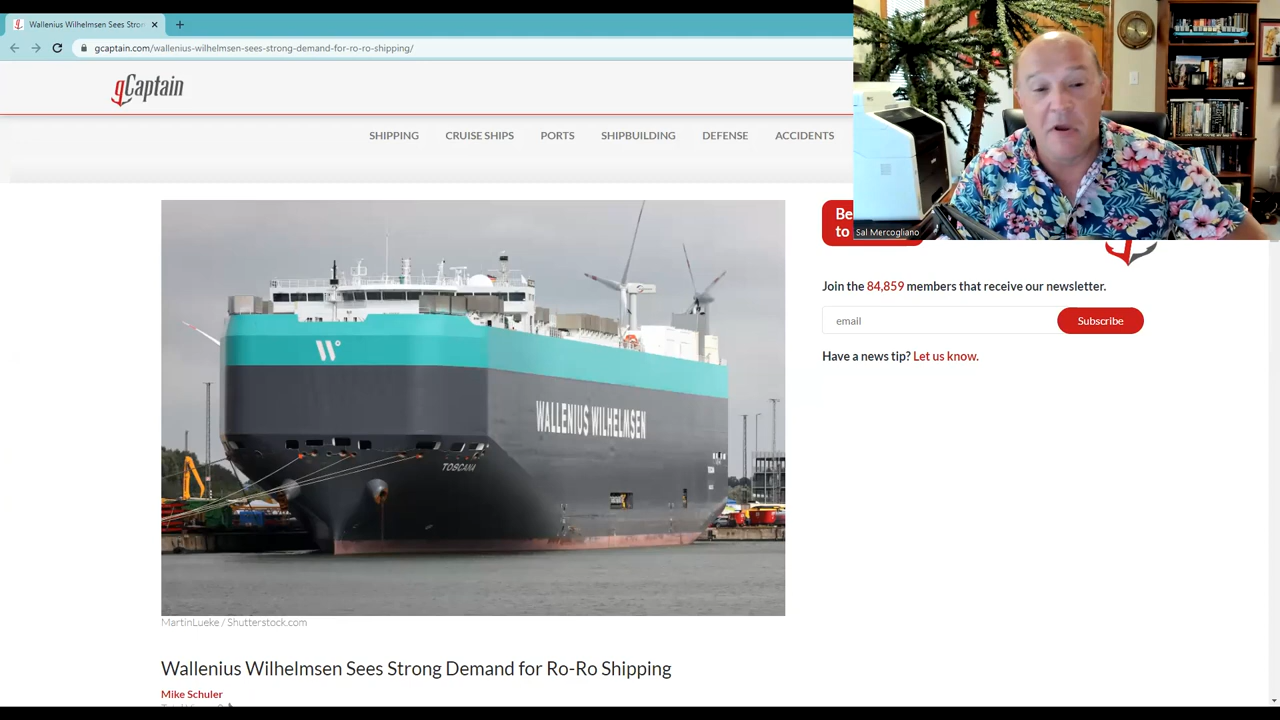 Wallenius Wilhelmsen Sees Stron
gcaptain.com/wallenius-wilhelmsen-sees-strong-demand-for-ro-ro-shipping/
gCaptain
SHIPPING CRUISE SHIPS PORTS SHIPBUILDING DEFENSE ACCIDENTS
Be
to
Sal Mercogliano
Join the 84,859 members that receive our newsletter.
email Subscribe
Have a news tip? Let us know.
W
WALLENIUS WILHELMSEN
TOSCANA
MartinLueke / Shutterstock.com
Wallenius Wilhelmsen Sees Strong Demand for Ro-Ro Shipping
Mike Schuler